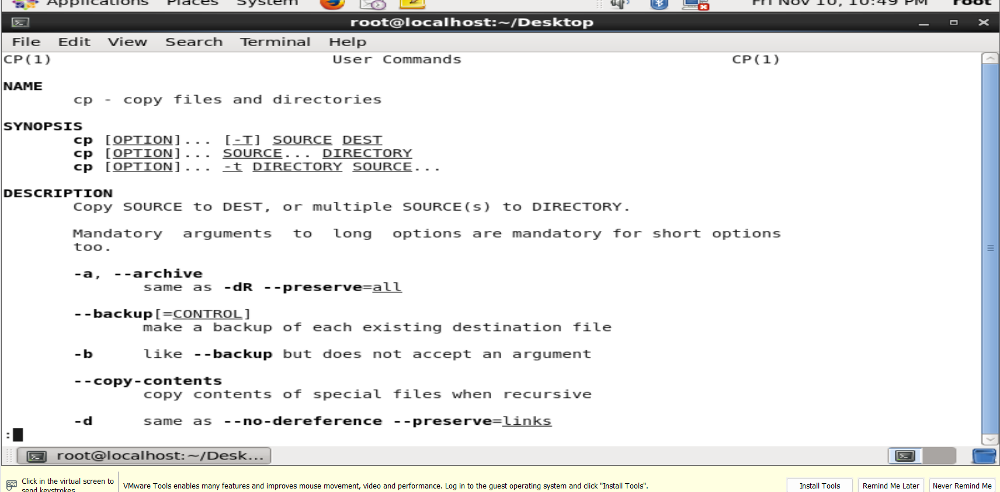 Applications Places System Fri Nov 10, 10:49 PM root
root@localhost:~/Desktop
File Edit View Search Terminal Help
CP(1) User Commands CP(1)
NAME
cp - copy files and directories
SYNOPSIS
cp [OPTION]... [-T] SOURCE DEST
cp [OPTION]... SOURCE... DIRECTORY
cp [OPTION]... -t DIRECTORY SOURCE...
DESCRIPTION
Copy SOURCE to DEST, or multiple SOURCE(s) to DIRECTORY.
Mandatory arguments to long options are mandatory for short options
too.
-a, --archive
same as -dR --preserve=all
--backup[=CONTROL]
make a backup of each existing destination file
-b like --backup but does not accept an argument
--copy-contents
copy contents of special files when recursive
-d same as --no-dereference --preserve=links
:
root@localhost:~/Desk...
Click in the virtual screen to
send keystrokes
VMware Tools enables many features and improves mouse movement, video and performance. Log in to the guest operating system and click "Install Tools".
Install Tools Remind Me Later Never Remind Me